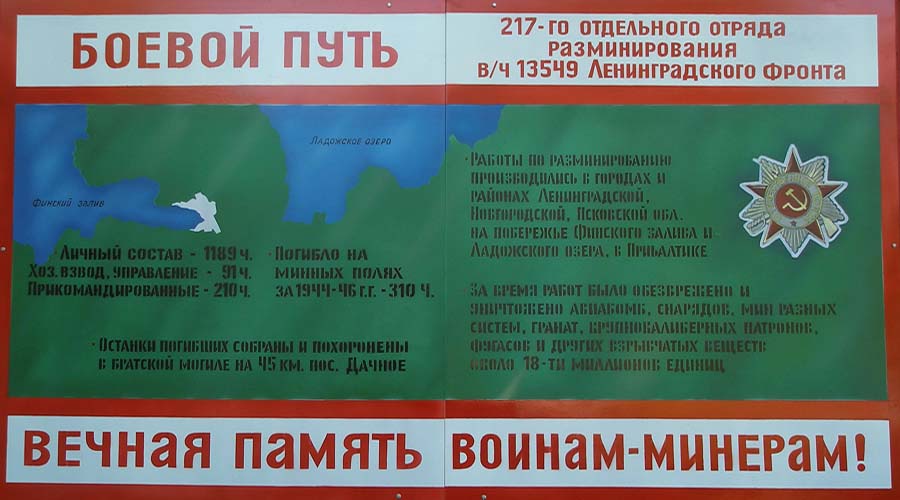 БОЕВОЙ ПУТЬ
217-го отдельного отряда
разминирования
в/ч 13549 Ленинградского фронта
Финский залив
Ладожское озеро
·Личный состав - 1189 ч.
Хоз. взвод, управление - 91 ч.
Прикомандированные - 210 ч.
·Погибло на
минных полях
за 1944-46 г.г. - 310 ч.
·Останки погибших собраны и похоронены
в братской могиле на 45 км. пос. Дачное
·Работы по разминированию
производились в городах и
районах Ленинградской,
Новгородской, Псковской обл.
на побережье Финского залива и
Ладожского озера, в Прибалтике
За время работ было обезврежено и
уничтожено авиабомб, снарядов, мин разных
систем, гранат, крупнокалиберных патронов,
фугасов и других взрывчатых веществ
около 18-ти миллионов единиц
ВЕЧНАЯ ПАМЯТЬ ВОИНАМ-МИНЕРАМ!